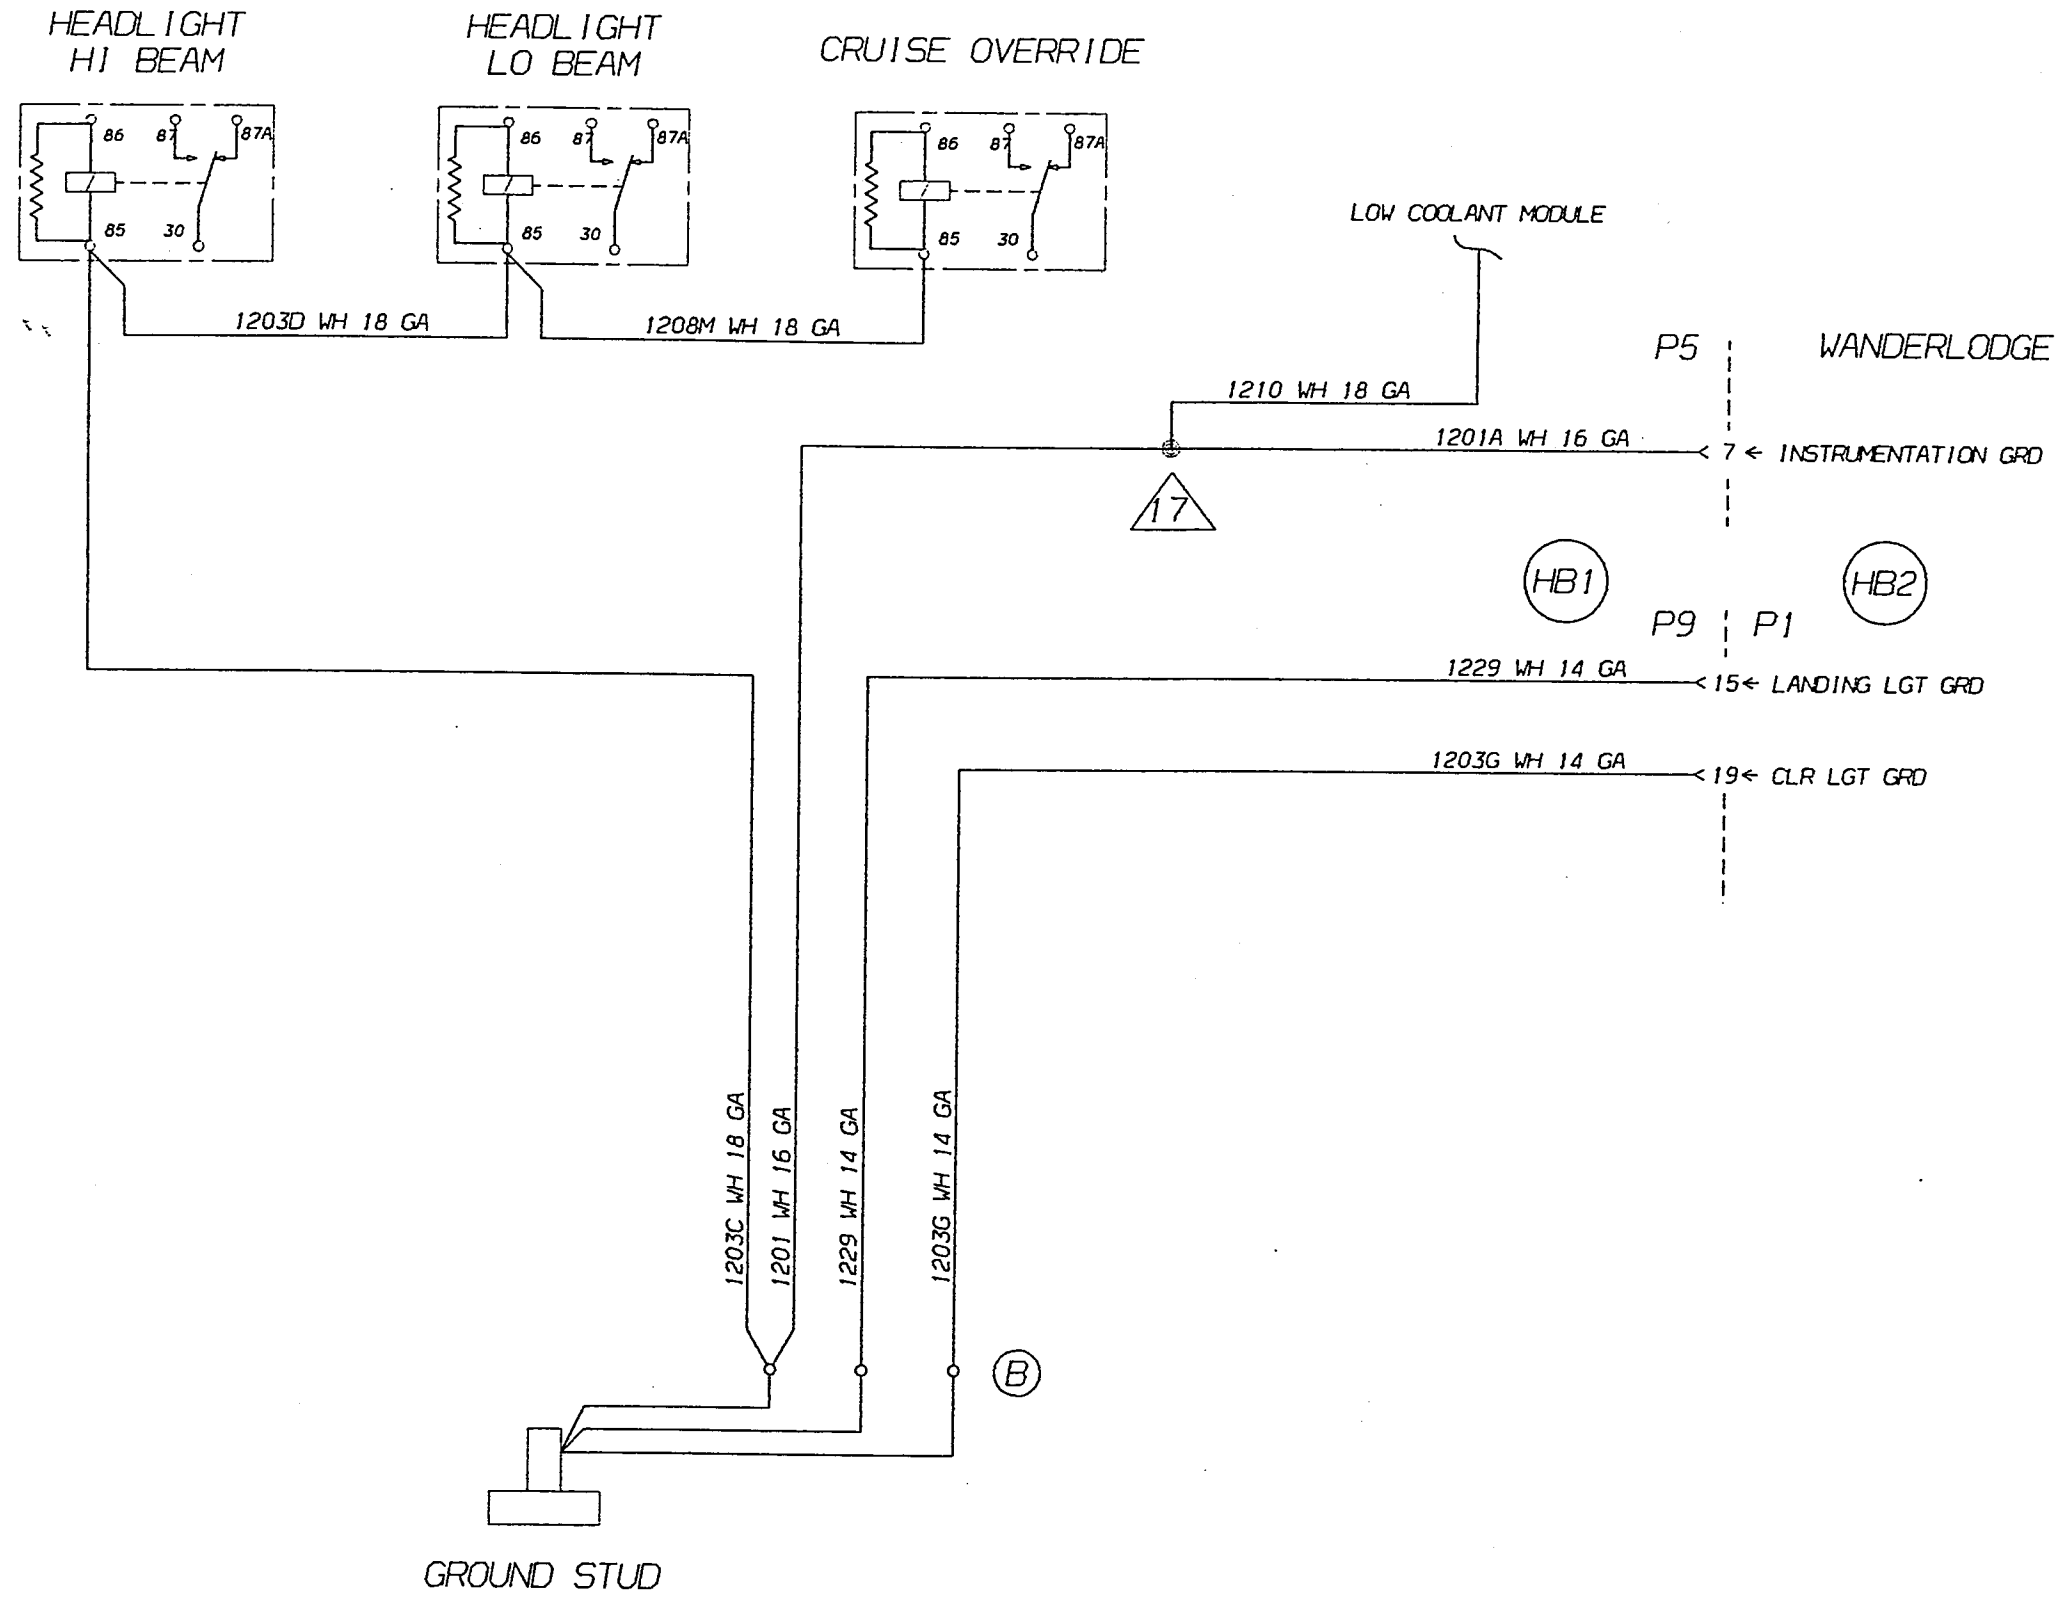 HEADLIGHT
HI BEAM
HEADLIGHT
LO BEAM
CRUISE OVERRIDE
86 87 87A
85 30
86 87 87A
85 30
86 87 87A
85 30
1203D WH 18 GA
1208M WH 18 GA
LOW COOLANT MODULE
P5 WANDERLODGE
1210 WH 18 GA
1201A WH 16 GA
7 INSTRUMENTATION GRD
17
HB1
HB2
P9 P1
1229 WH 14 GA
15 LANDING LGT GRD
1203G WH 14 GA
19 CLR LGT GRD
1203C WH 18 GA
1201 WH 16 GA
1229 WH 14 GA
1203G WH 14 GA
B
GROUND STUD